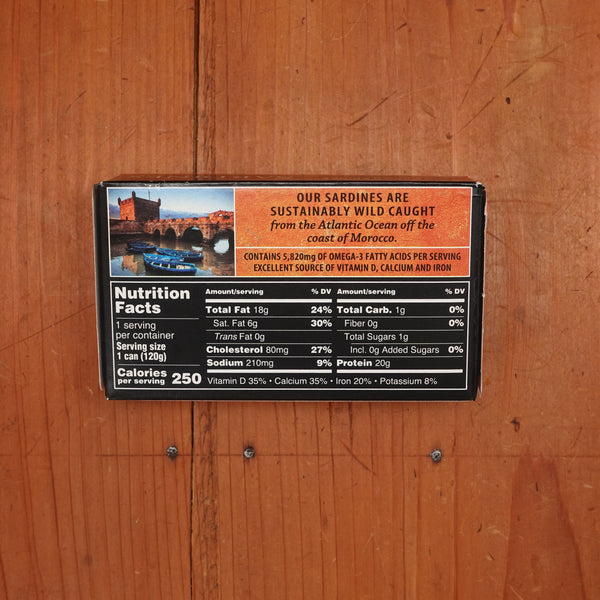 OUR SARDINES ARE
SUSTAINABLY WILD CAUGHT
from the Atlantic Ocean off the
coast of Morocco.
CONTAINS 5,820mg OF OMEGA-3 FATTY ACIDS PER SERVING
EXCELLENT SOURCE OF VITAMIN D, CALCIUM AND IRON
Nutrition
Facts
1 serving
per container
Serving size
1 can (120g)
Calories
per serving 250
Amount/serving % DV
Total Fat 18g 24%
Sat. Fat 6g 30%
Trans Fat 0g
Cholesterol 80mg 27%
Sodium 210mg 9%
Amount/serving % DV
Total Carb. 1g 0%
Fiber 0g 0%
Total Sugars 1g
Incl. 0g Added Sugars 0%
Protein 20g
Vitamin D 35% • Calcium 35% • Iron 20% • Potassium 8%